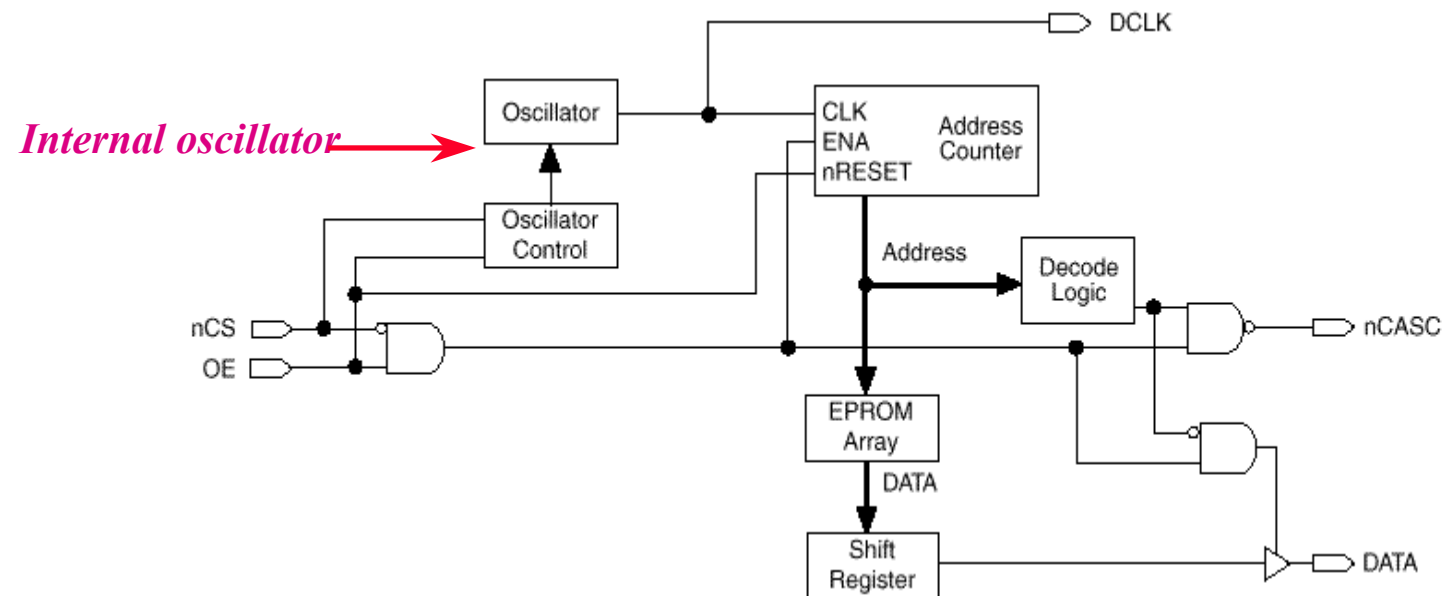 DCLK
Oscillator
CLK
ENA
nRESET
Address
Counter
Internal oscillator
Oscillator
Control
Address
Decode
Logic
nCS
OE
nCASC
EPROM
Array
DATA
Shift
Register
DATA